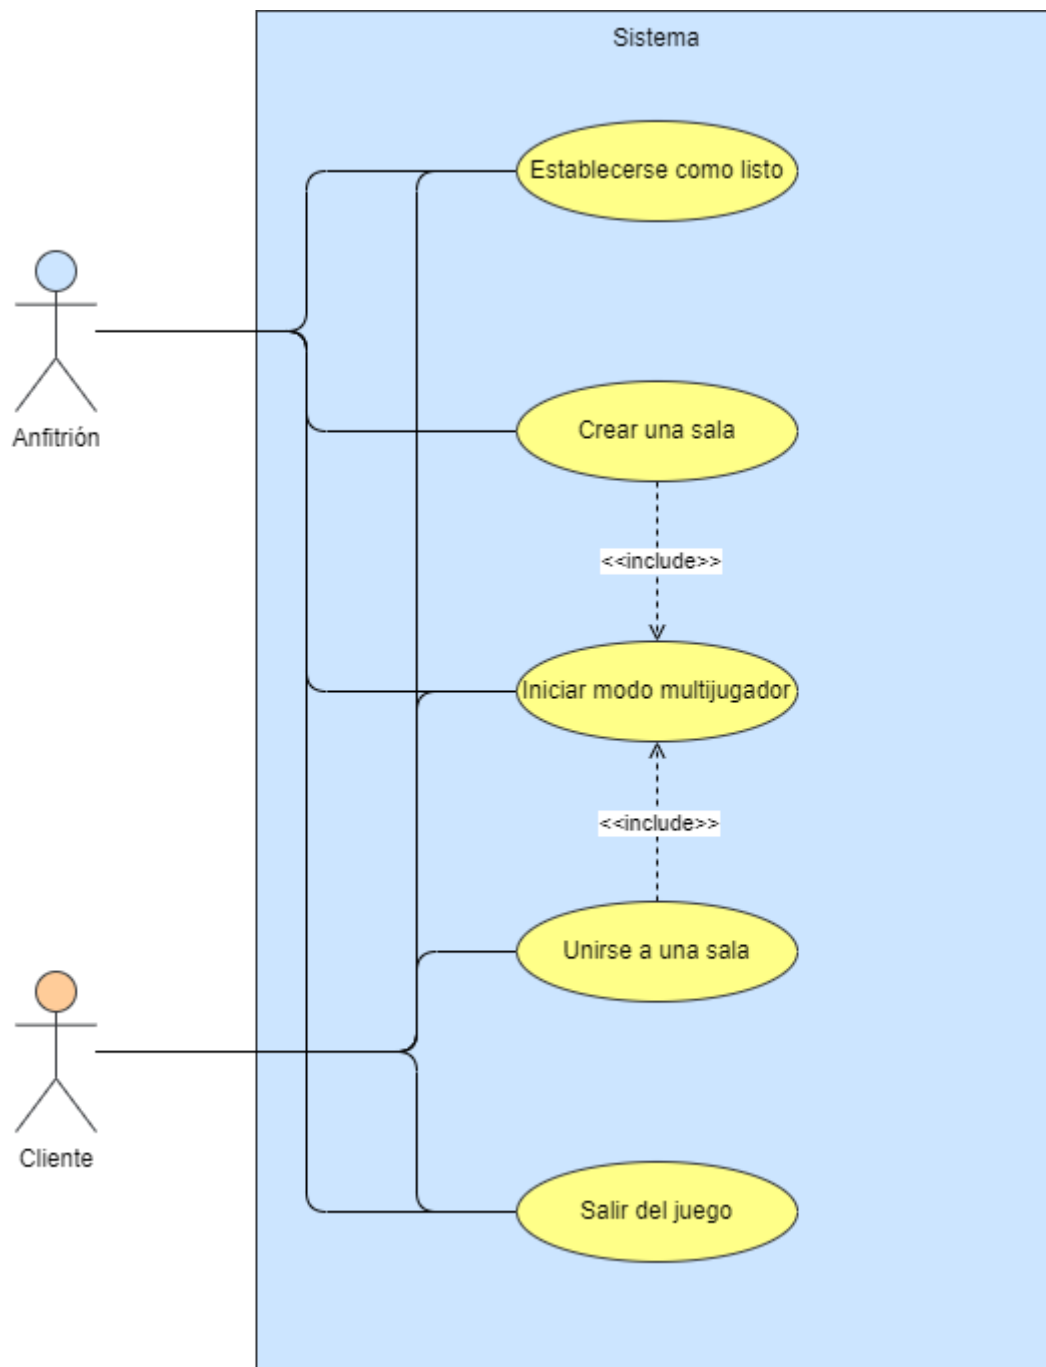 Sistema
Establecerse como listo
Anfitrión
Crear una sala
<<include>>
Iniciar modo multijugador
<<include>>
Unirse a una sala
Cliente
Salir del juego